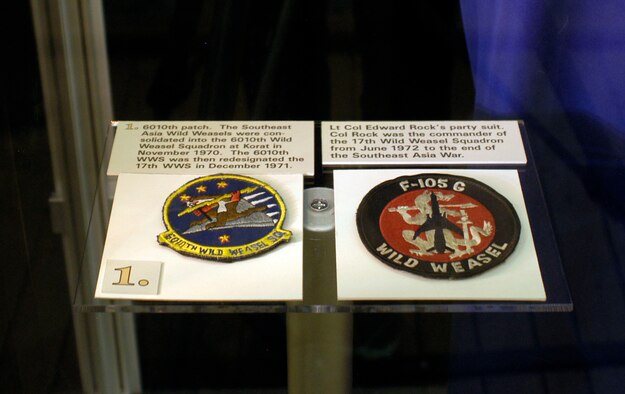 1. 6010th patch. The Southeast
Asia Wild Weasels were con-
solidated into the 6010th Wild
Weasel Squadron at Korat in
November 1970. The 6010th
WWS was then redesignated the
17th WWS in December 1971.
Lt Col Edward Rock's party suit.
Col Rock was the commander of
the 17th Wild Weasel Squadron
from June 1972 to the end of
the Southeast Asia War.
6010TH WILD WEASEL SQ
1.
F-105 G
WILD WEASEL